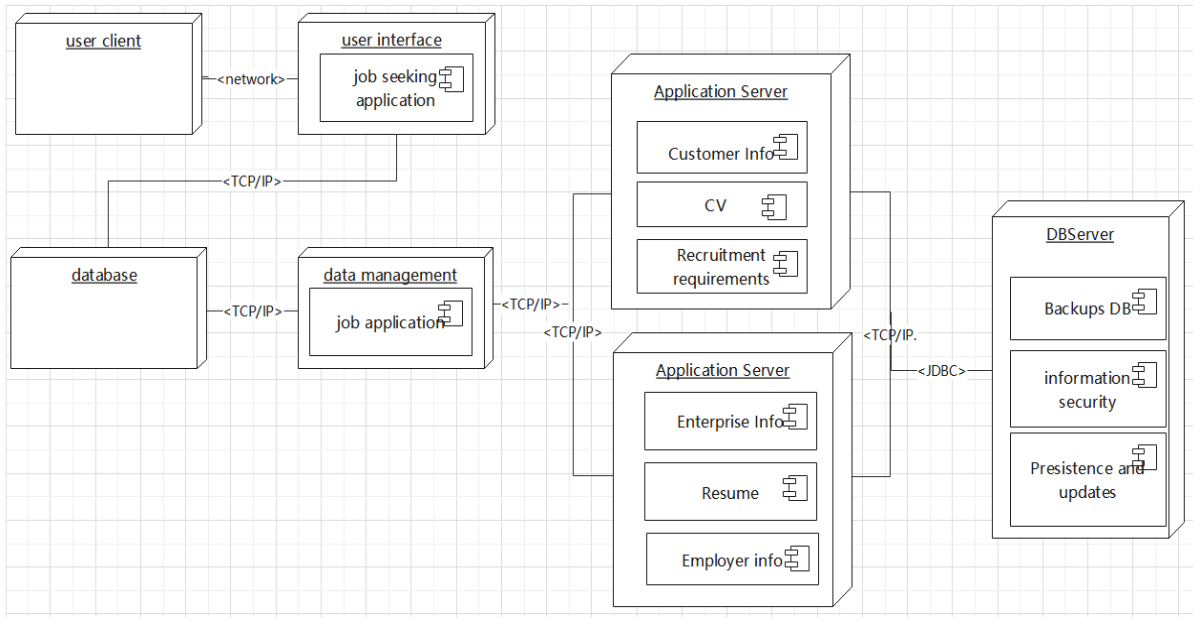 user client
<network>
user interface
job seeking
application
<TCP/IP>
database
<TCP/IP>
data management
job application
<TCP/IP>
<TCP/IP>
Application Server
Customer Info
CV
Recruitment
requirements
Application Server
Enterprise Info
Resume
Employer info
<TCP/IP.
<JDBC>
DBServer
Backups DB
information
security
Presistence and
updates